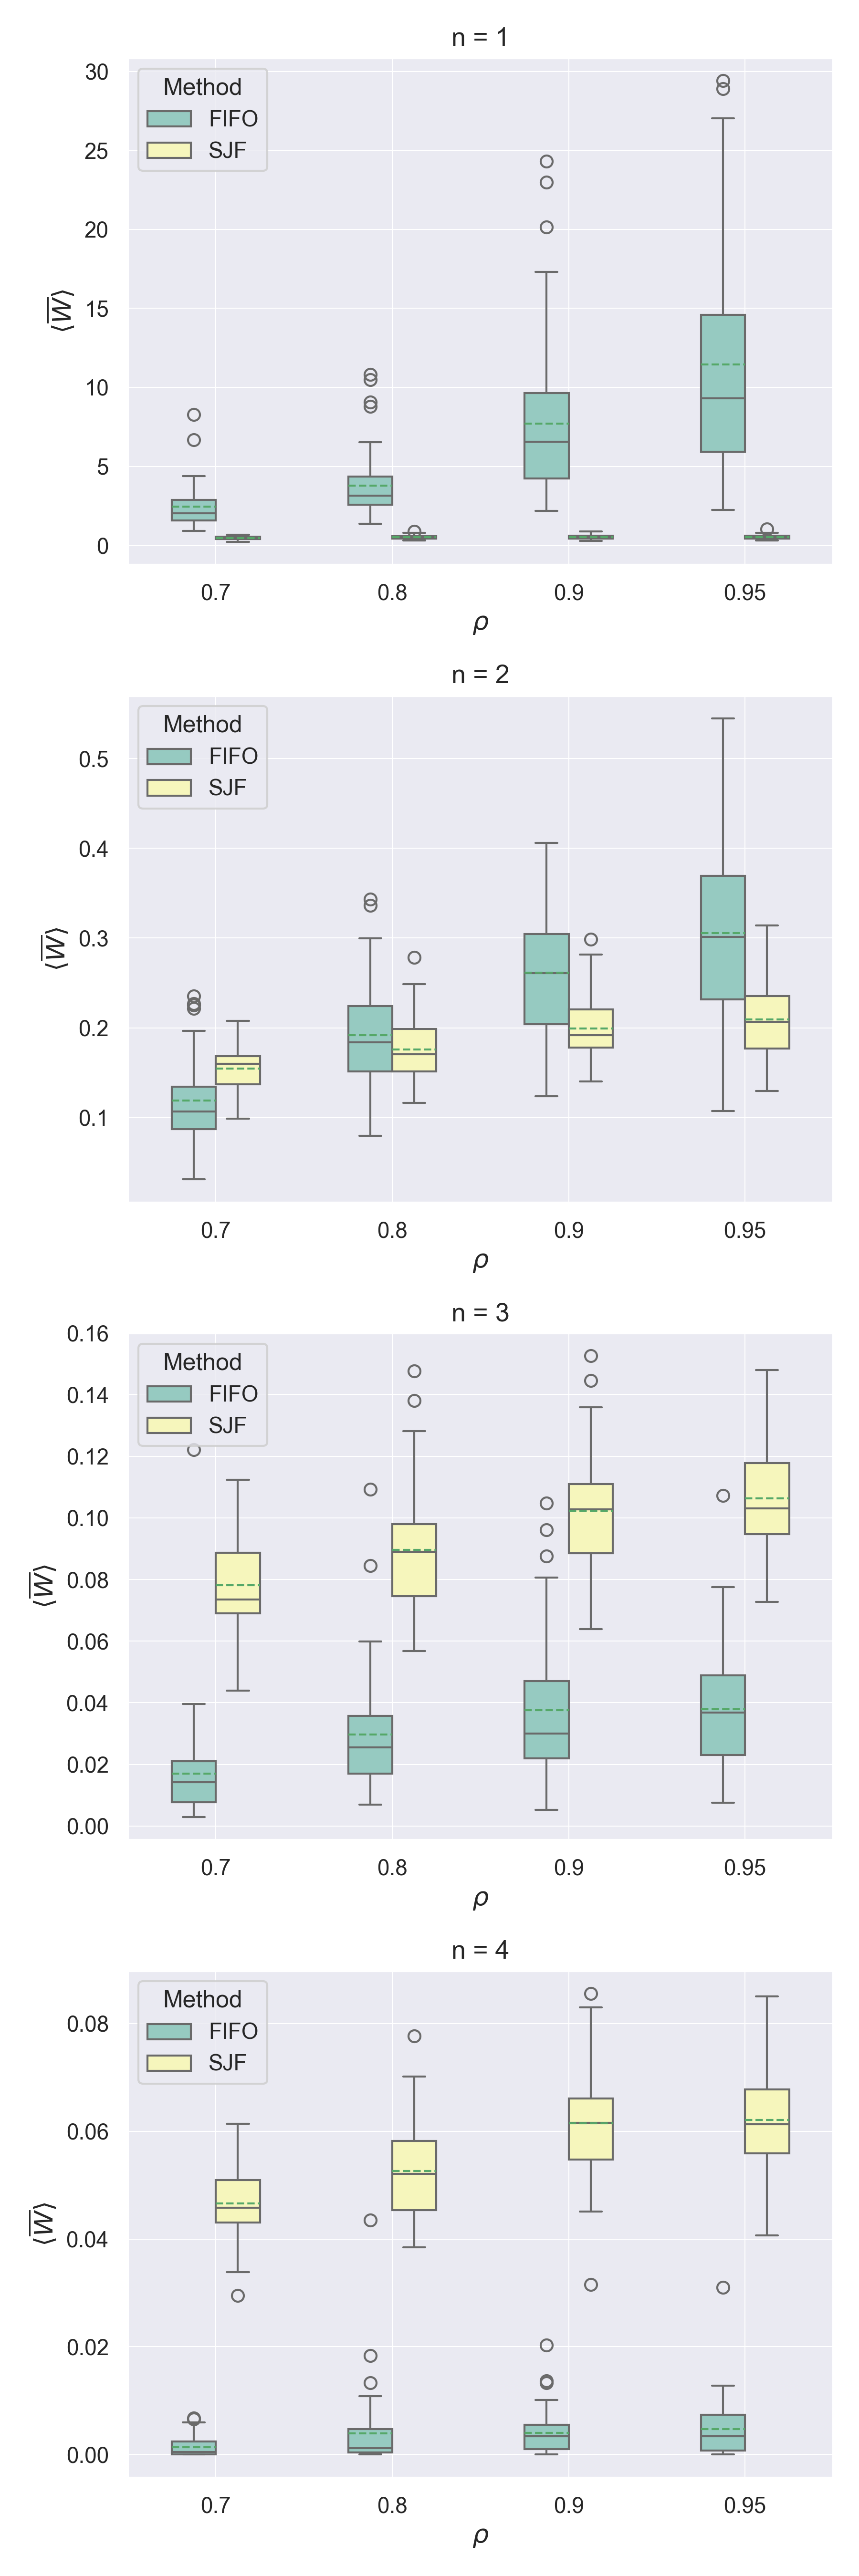 n = 1
30
25
20
15
10
5
0
⟨W̅⟩
Method
FIFO
SJF
0.7 0.8 0.9 0.95
ρ
n = 2
0.5
0.4
0.3
0.2
0.1
⟨W̅⟩
Method
FIFO
SJF
0.7 0.8 0.9 0.95
ρ
n = 3
0.16
0.14
0.12
0.10
0.08
0.06
0.04
0.02
0.00
⟨W̅⟩
Method
FIFO
SJF
0.7 0.8 0.9 0.95
ρ
n = 4
0.08
0.06
0.04
0.02
0.00
⟨W̅⟩
Method
FIFO
SJF
0.7 0.8 0.9 0.95
ρ